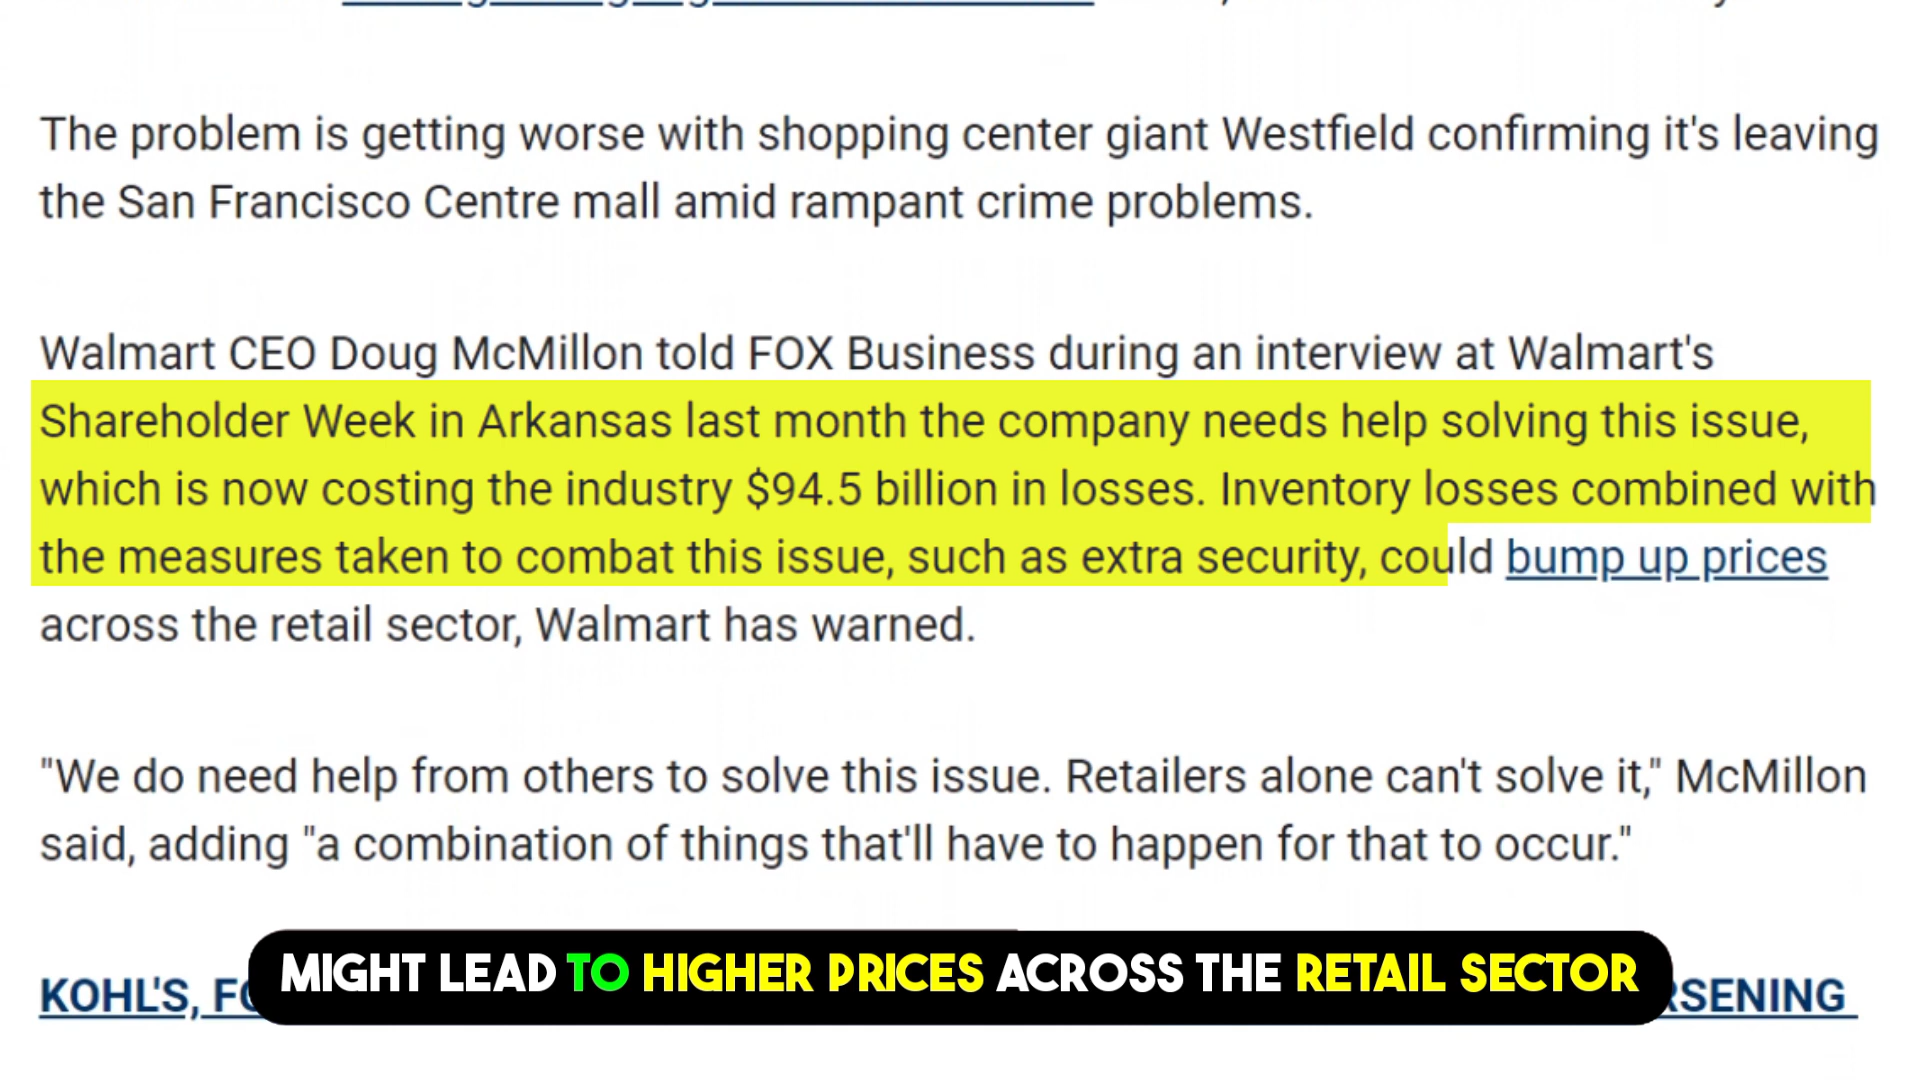 The problem is getting worse with shopping center giant Westfield confirming it's leaving
the San Francisco Centre mall amid rampant crime problems.
Walmart CEO Doug McMillon told FOX Business during an interview at Walmart's
Shareholder Week in Arkansas last month the company needs help solving this issue,
which is now costing the industry $94.5 billion in losses. Inventory losses combined with
the measures taken to combat this issue, such as extra security, could bump up prices
across the retail sector, Walmart has warned.
"We do need help from others to solve this issue. Retailers alone can't solve it," McMillon
said, adding "a combination of things that'll have to happen for that to occur."
KOHL'S,
MIGHT LEAD TO HIGHER PRICES ACROSS THE RETAIL SECTOR